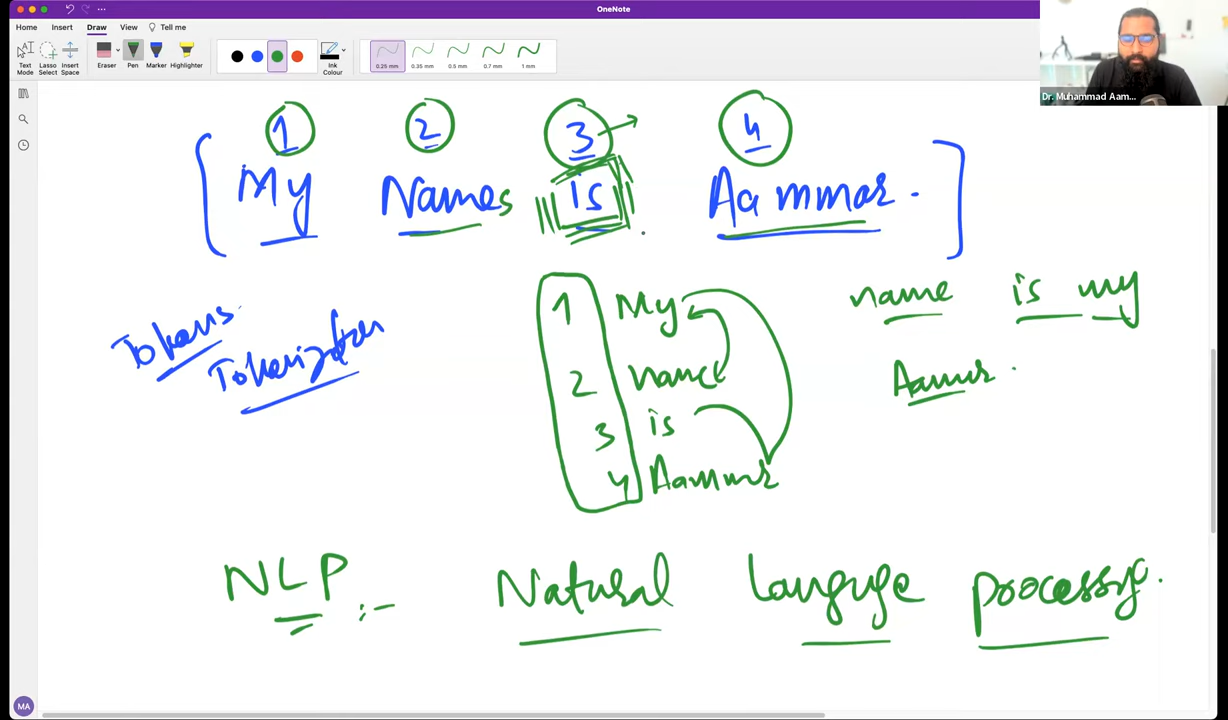 OneNote
Home Insert Draw View Tell me
Text Mode Lasso Select Insert Space Eraser Pen Marker Highlighter Ink Colour 0.25 mm 0.35 mm 0.5 mm 0.7 mm 1 mm
Dr. Muhammad Aam...
1 2 3 4
[My Names is Aammar.]
Tokens
Tokenization
1 My
2 name
3 is
4 Aammar
name is my
Aamar.
NLP :- Natural Languge processig.
MA